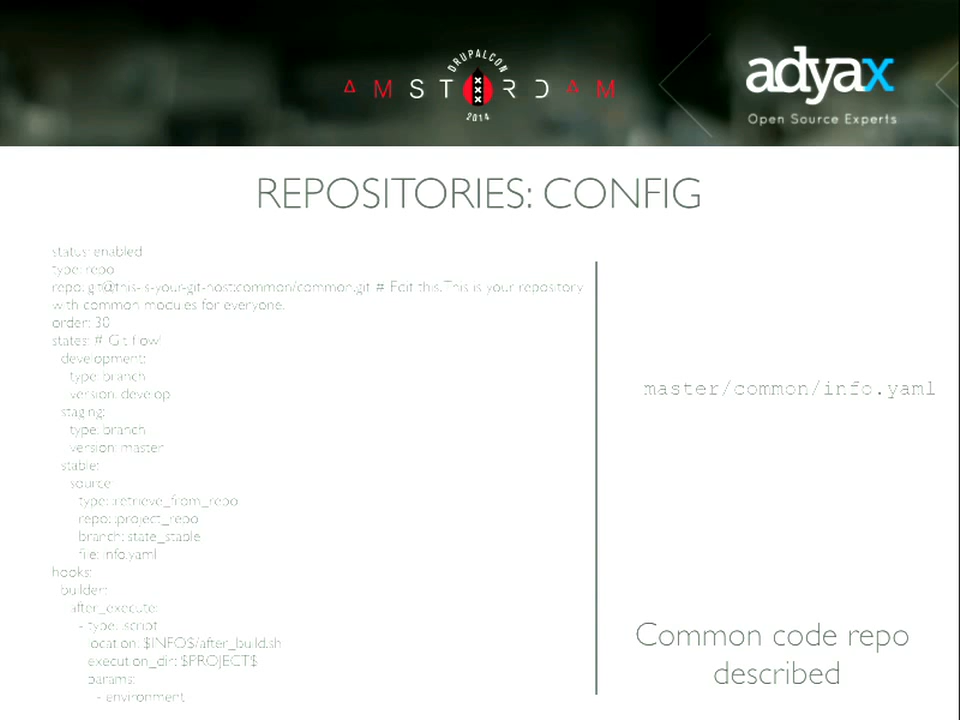 DRUPALCON
AMSTERDAM
2014
adyax
Open Source Experts
REPOSITORIES: CONFIG
status: enabled
type: repo
repo: git@this-is-your-git-host:common/common.git # Edit this. This is your repository
with common modules for everyone.
order: 30
states: # Git flow!
development:
type: branch
version: develop
staging:
type: branch
version: master
stable:
source:
type: :retrieve_from_repo
repo: :project_repo
branch: state_stable
file: info.yaml
hooks:
builder:
after_execute:
- type: :script
location: $INFO$/after_build.sh
execution_dir: $PROJECT$
params:
- environment
master/common/info.yaml
Common code repo
described